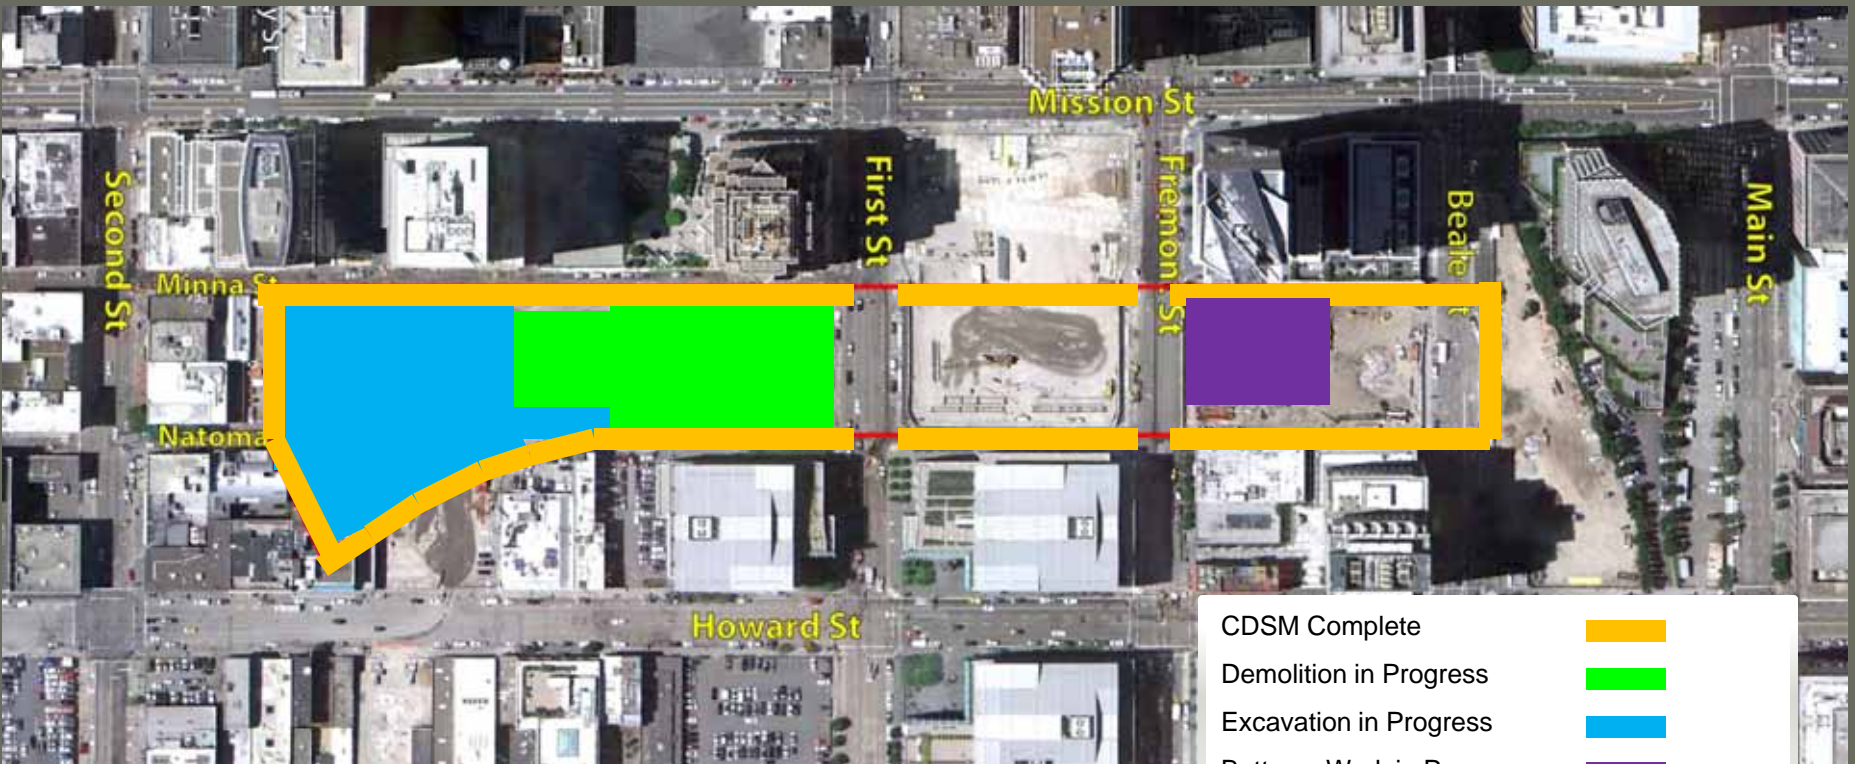 Mission St
Second St
First St
Fremont St
Beale St
Main St
Minna St
Natoma
Howard St
CDSM Complete
Demolition in Progress
Excavation in Progress